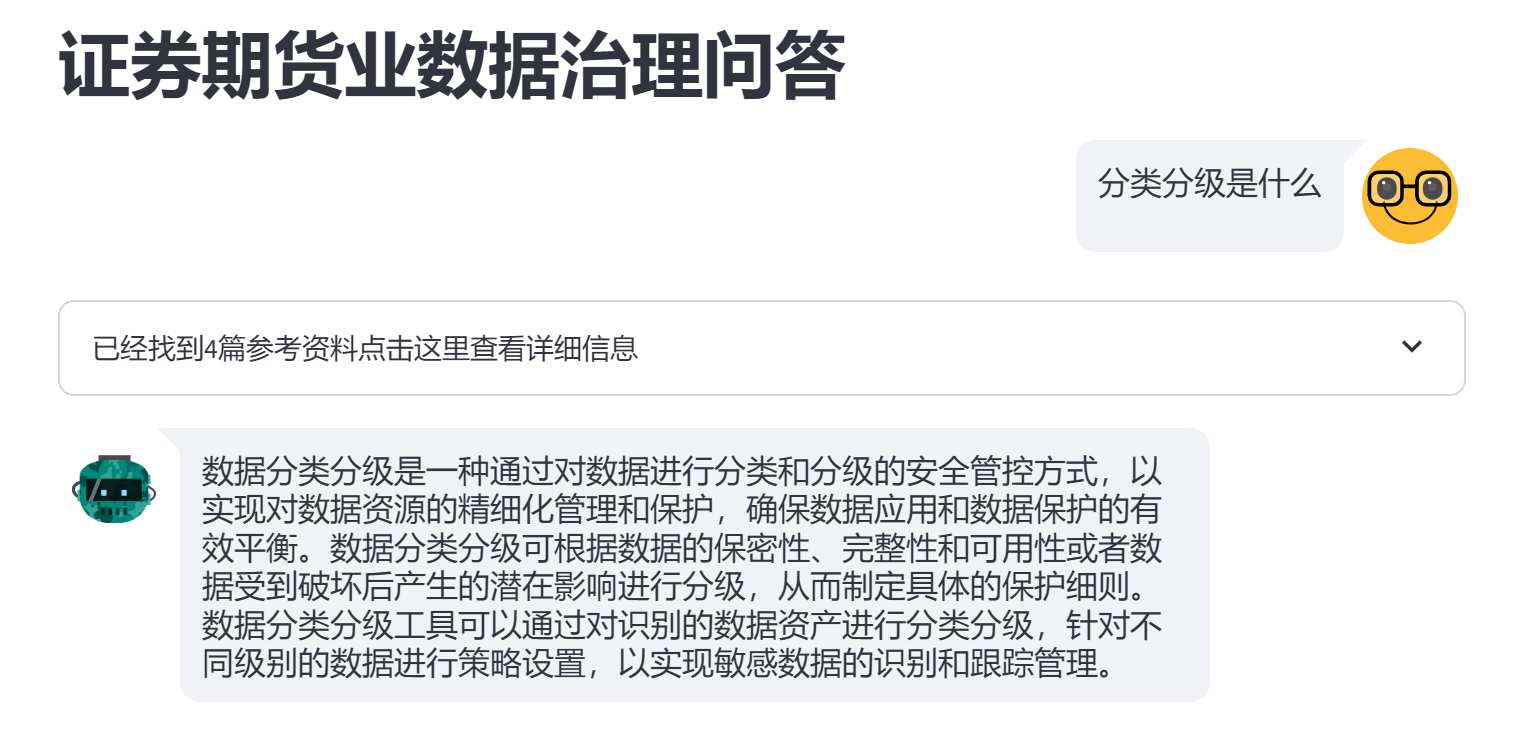 证券期货业数据治理问答
分类分级是什么
已经找到4篇参考资料点击这里查看详细信息
数据分类分级是一种通过对数据进行分类和分级的安全管控方式，以
实现对数据资源的精细化管理和保护，确保数据应用和数据保护的有
效平衡。数据分类分级可根据数据的保密性、完整性和可用性或者数
据受到破坏后产生的潜在影响进行分级，从而制定具体的保护细则。
数据分类分级工具可以通过对识别的数据资产进行分类分级，针对不
同级别的数据进行策略设置，以实现敏感数据的识别和跟踪管理。